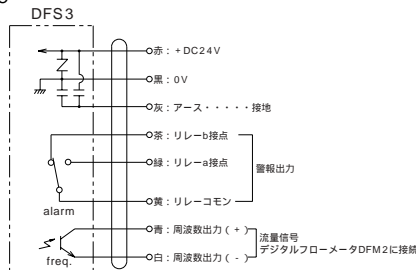 DFS3
赤：+DC24V
黒：0V
灰：アース・・・・・接地
茶：リレーb接点
緑：リレーa接点
警報出力
黄：リレーコモン
alarm
青：周波数出力(+)
流量信号
デジタルフローメータDFM2に接続
白：周波数出力(-)
freq.